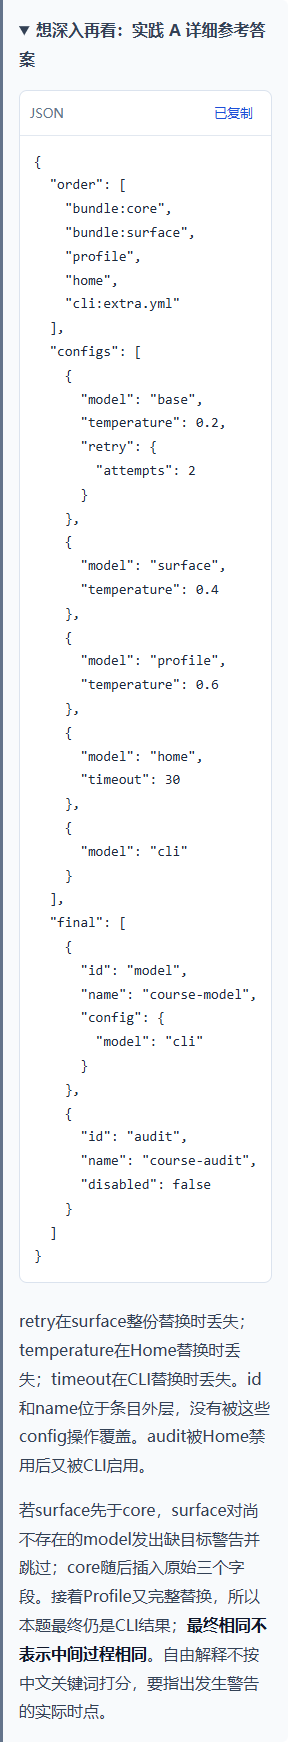 ▼ 想深入再看：实践 A 详细参考答
案
JSON 已复制
{
  "order": [
    "bundle:core",
    "bundle:surface",
    "profile",
    "home",
    "cli:extra.yml"
  ],
  "configs": [
    {
      "model": "base",
      "temperature": 0.2,
      "retry": {
        "attempts": 2
      }
    },
    {
      "model": "surface",
      "temperature": 0.4
    },
    {
      "model": "profile",
      "temperature": 0.6
    },
    {
      "model": "home",
      "timeout": 30
    },
    {
      "model": "cli"
    }
  ],
  "final": [
    {
      "id": "model",
      "name": "course-model",
      "config": {
        "model": "cli"
      }
    },
    {
      "id": "audit",
      "name": "course-audit",
      "disabled": false
    }
  ]
}
retry在surface整份替换时丢失；
temperature在Home替换时丢
失；timeout在CLI替换时丢失。id
和name位于条目外层，没有被这些
config操作覆盖。audit被Home禁
用后又被CLI启用。
若surface先于core，surface对尚
不存在的model发出缺目标警告并
跳过；core随后插入原始三个字
段。接着Profile又完整替换，所以
本题最终仍是CLI结果；最终相同不
表示中间过程相同。自由解释不按
中文关键词打分，要指出发生警告
的实际时点。